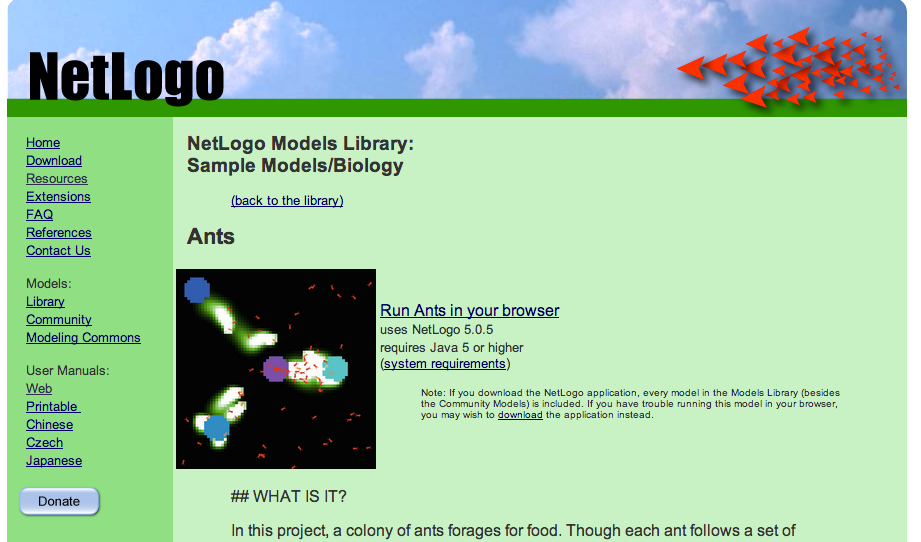 NetLogo
Home
Download
Resources
Extensions
FAQ
References
Contact Us
Models:
Library
Community
Modeling Commons
User Manuals:
Web
Printable
Chinese
Czech
Japanese
Donate
NetLogo Models Library:
Sample Models/Biology
(back to the library)
Ants
Run Ants in your browser
uses NetLogo 5.0.5
requires Java 5 or higher
(system requirements)
Note: If you download the NetLogo application, every model in the Models Library (besides
the Community Models) is included. If you have trouble running this model in your browser,
you may wish to download the application instead.
## WHAT IS IT?
In this project, a colony of ants forages for food. Though each ant follows a set of